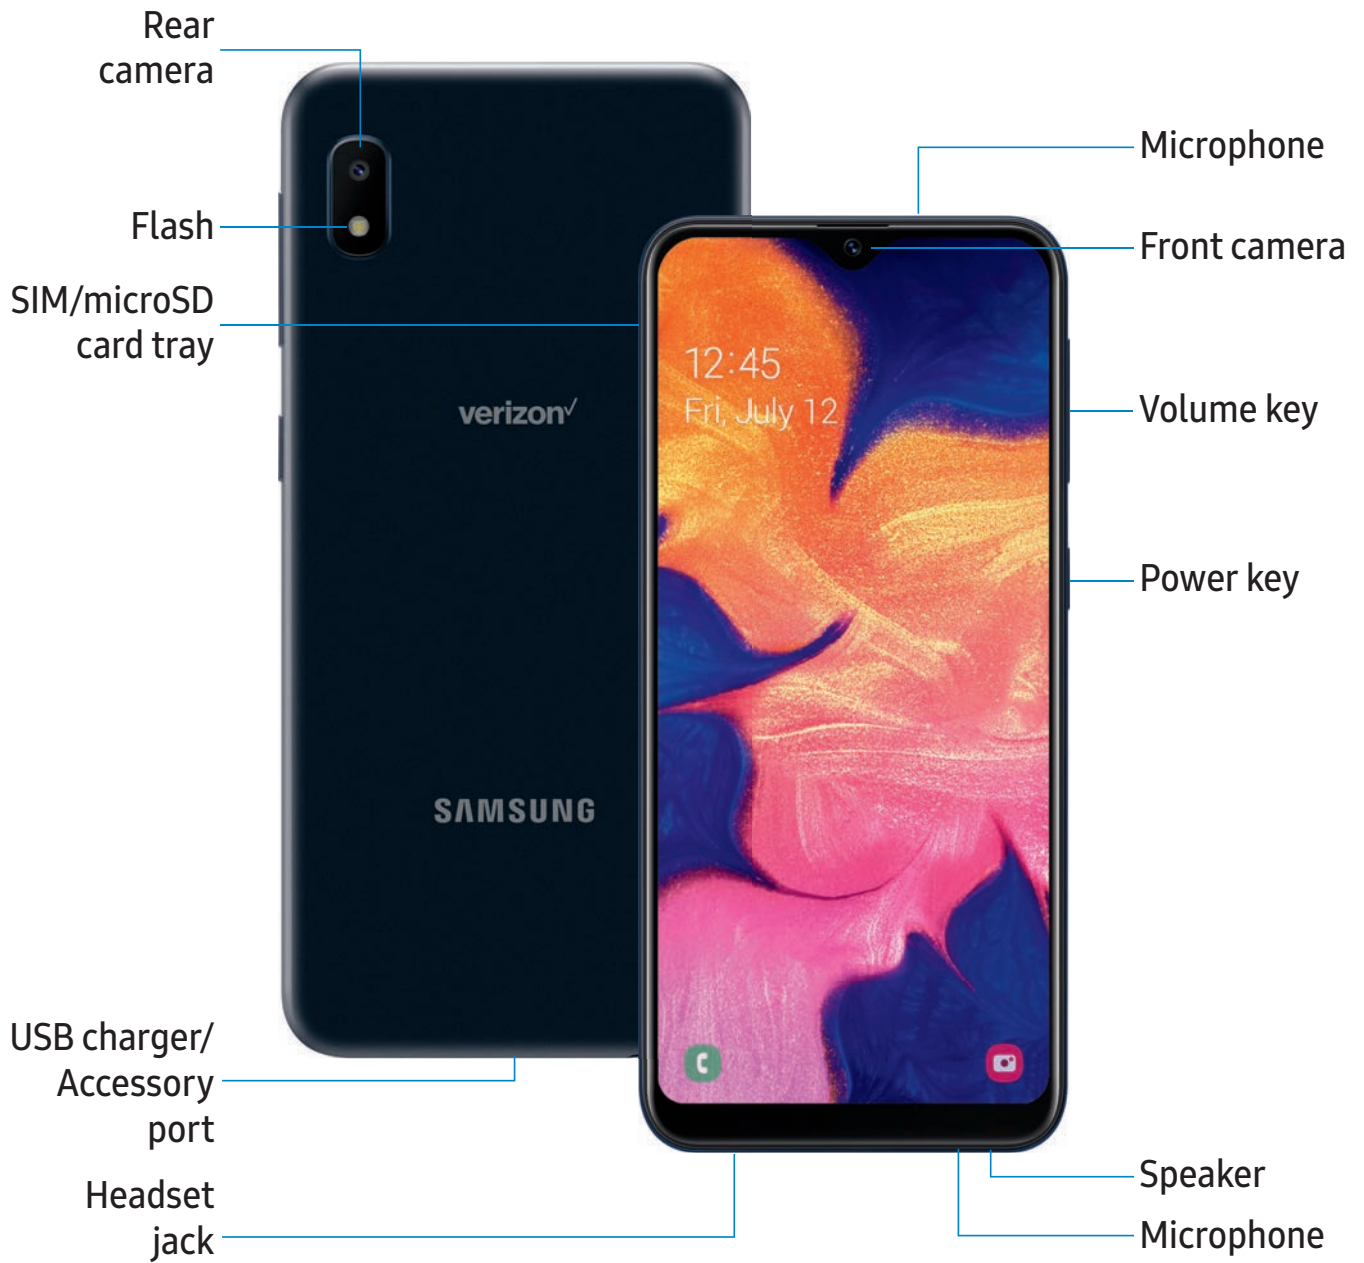 Rear
camera
Flash
SIM/microSD
card tray
verizon✓
SAMSUNG
USB charger/
Accessory
port
Headset
jack
12:45
Fri, July 12
Microphone
Front camera
Volume key
Power key
Speaker
Microphone